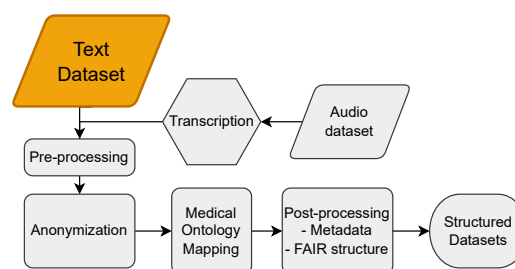 Text
Dataset
Transcription
Audio
dataset
Pre-processing
Anonymization
Medical
Ontology
Mapping
Post-processing
- Metadata
- FAIR structure
Structured
Datasets